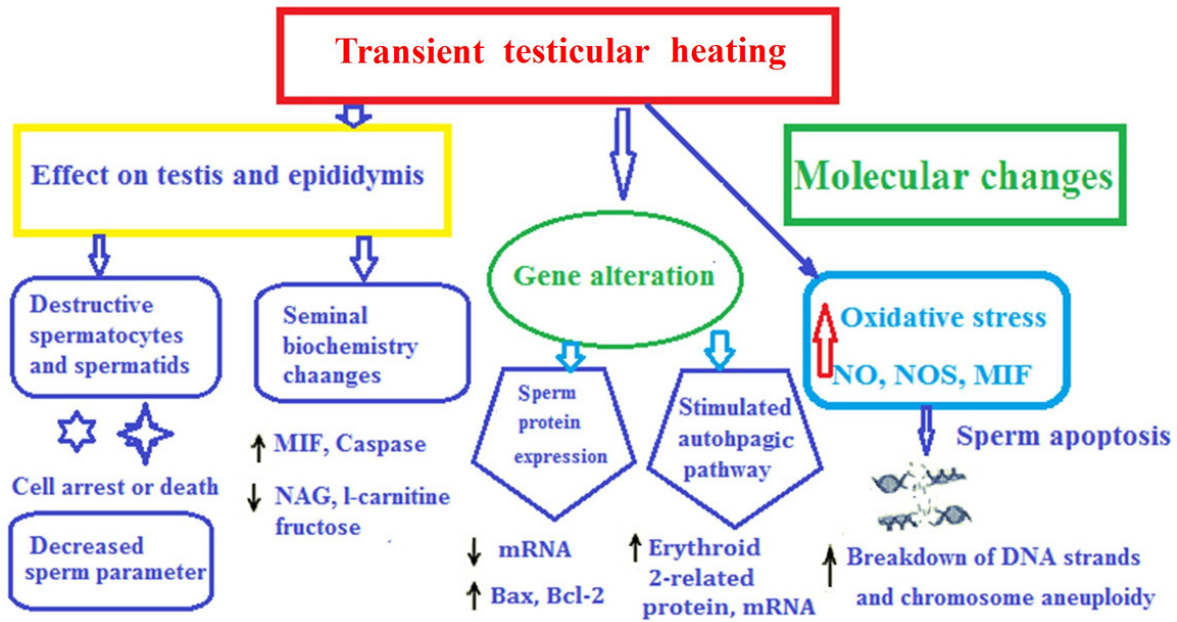 Transient testicular heating
Effect on testis and epididymis
Molecular changes
Destructive
spermatocytes
and spermatids
Cell arrest or death
Decreased
sperm parameter
Seminal
biochemistry
chaanges
MIF, Caspase
NAG, l-carnitine
fructose
Gene alteration
Sperm
protein
expression
mRNA
Bax, Bcl-2
Stimulated
autohpagic
pathway
Erythroid
2-related
protein, mRNA
Oxidative stress
NO, NOS, MIF
Sperm apoptosis
Breakdown of DNA strands
and chromosome aneuploidy